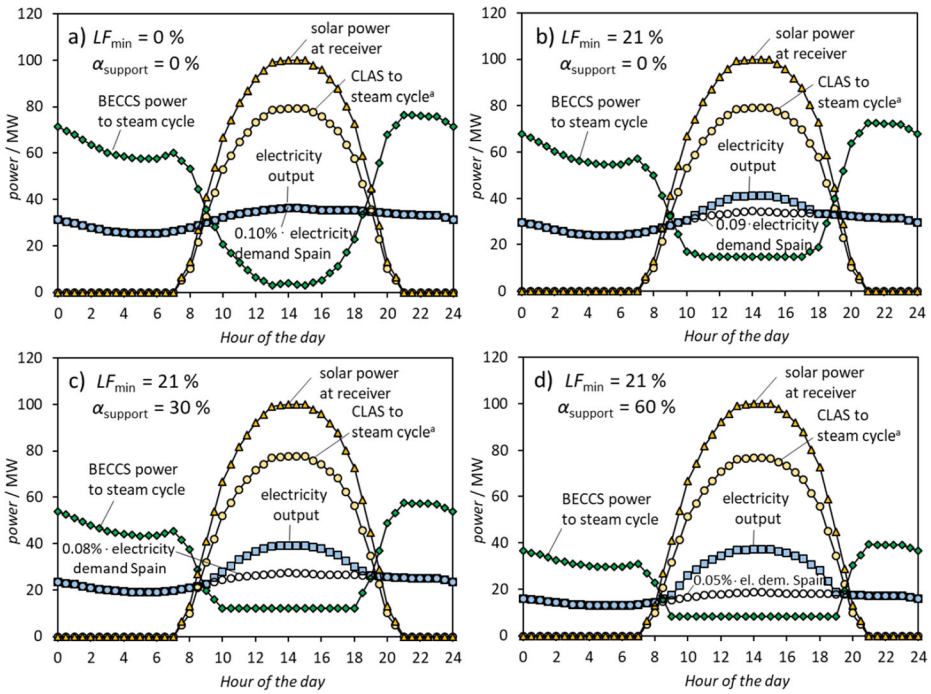 a) LFmin = 0 %
αsupport = 0 %
solar power
at receiver
CLAS to
steam cycleᵃ
BECCS power
to steam cycle
electricity
output
0.10%· electricity
demand Spain
power / MW
120
100
80
60
40
20
0
0 2 4 6 8 10 12 14 16 18 20 22 24
Hour of the day
b) LFmin = 21 %
αsupport = 0 %
solar power
at receiver
CLAS to
steam cycleᵃ
BECCS power
to steam cycle
electricity
output
0.09·electricity
demand Spain
power / MW
120
100
80
60
40
20
0
0 2 4 6 8 10 12 14 16 18 20 22 24
Hour of the day
c) LFmin = 21 %
αsupport = 30 %
solar power
at receiver
CLAS to
steam cycleᵃ
BECCS power
to steam cycle
electricity
output
0.08%· electricity
demand Spain
power / MW
120
100
80
60
40
20
0
0 2 4 6 8 10 12 14 16 18 20 22 24
Hour of the day
d) LFmin = 21 %
αsupport = 60 %
solar power
at receiver
CLAS to
steam cycleᵃ
BECCS power
to steam cycle
electricity
output
0.05%· el. dem. Spain
power / MW
120
100
80
60
40
20
0
0 2 4 6 8 10 12 14 16 18 20 22 24
Hour of the day